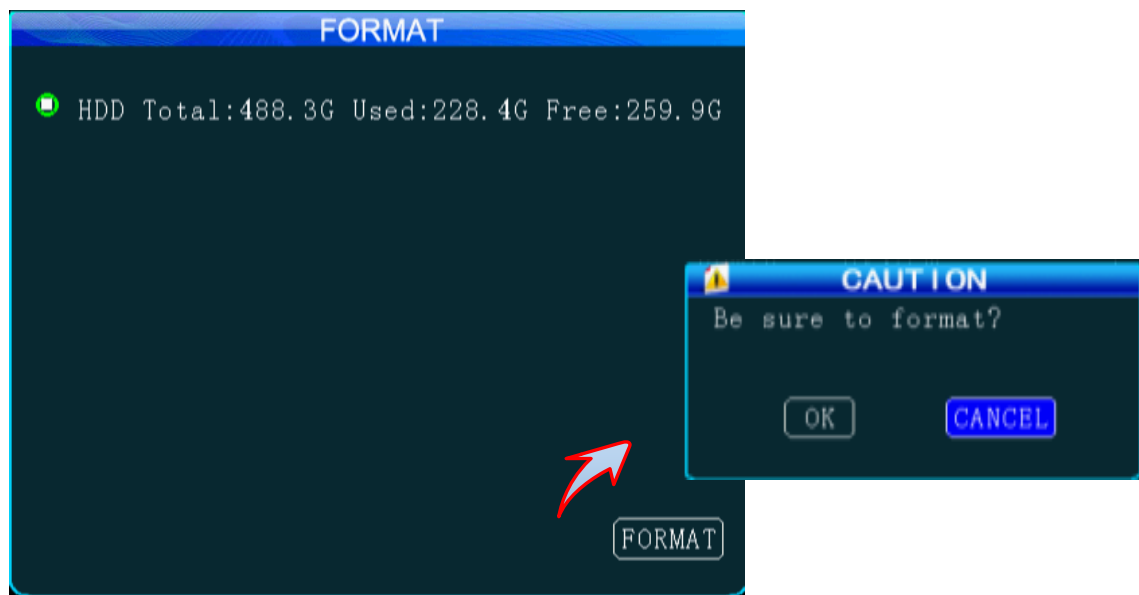 FORMAT
HDD Total:488.3G Used:228.4G Free:259.9G
CAUTION
Be sure to format?
OK CANCEL
FORMAT